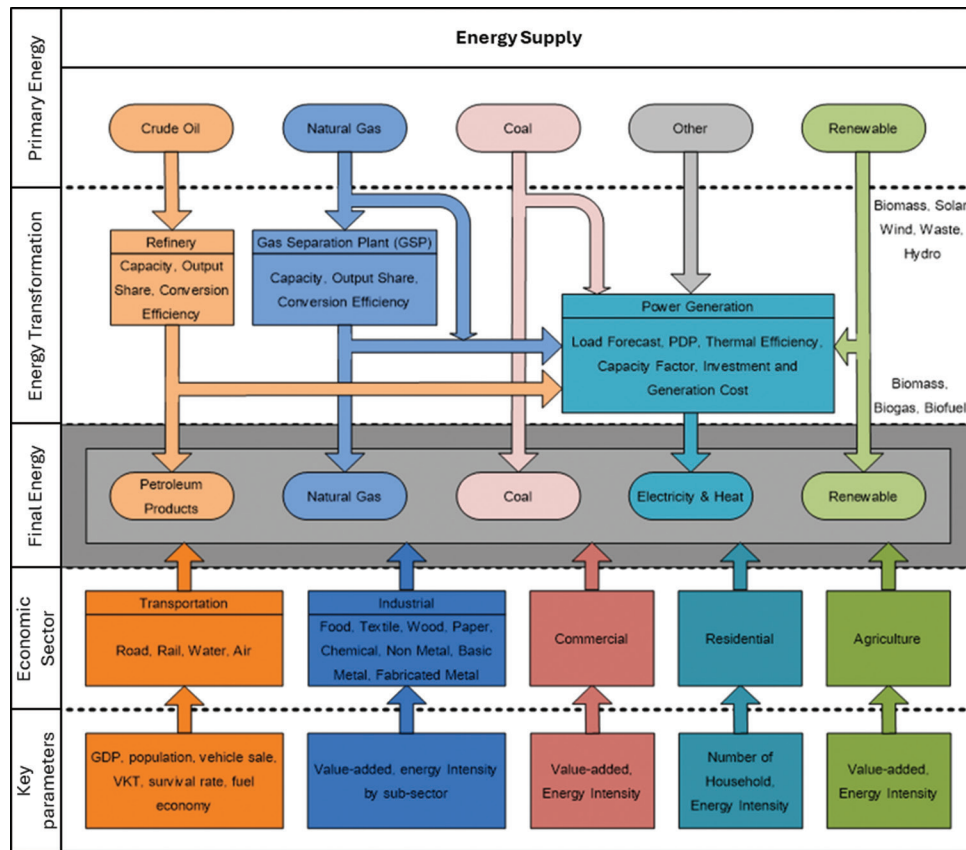 Energy Supply
Primary Energy
Crude Oil
Natural Gas
Coal
Other
Renewable
Energy Transformation
Biomass, Solar
Wind, Waste,
Hydro
Refinery
Capacity, Output
Share, Conversion
Efficiency
Gas Separation Plant (GSP)
Capacity, Output Share,
Conversion Efficiency
Power Generation
Load Forecast, PDP, Thermal Efficiency,
Capacity Factor, Investment and
Generation Cost
Biomass,
Biogas, Biofuel
Final Energy
Petroleum
Products
Natural Gas
Coal
Electricity & Heat
Renewable
Economic
Sector
Transportation
Road, Rail, Water, Air
Industrial
Food, Textile, Wood, Paper,
Chemical, Non Metal, Basic
Metal, Fabricated Metal
Commercial
Residential
Agriculture
Key
parameters
GDP, population, vehicle sale,
VKT, survival rate, fuel
economy
Value-added, energy Intensity
by sub-sector
Value-added,
Energy Intensity
Number of
Household,
Energy Intensity
Value-added,
Energy Intensity